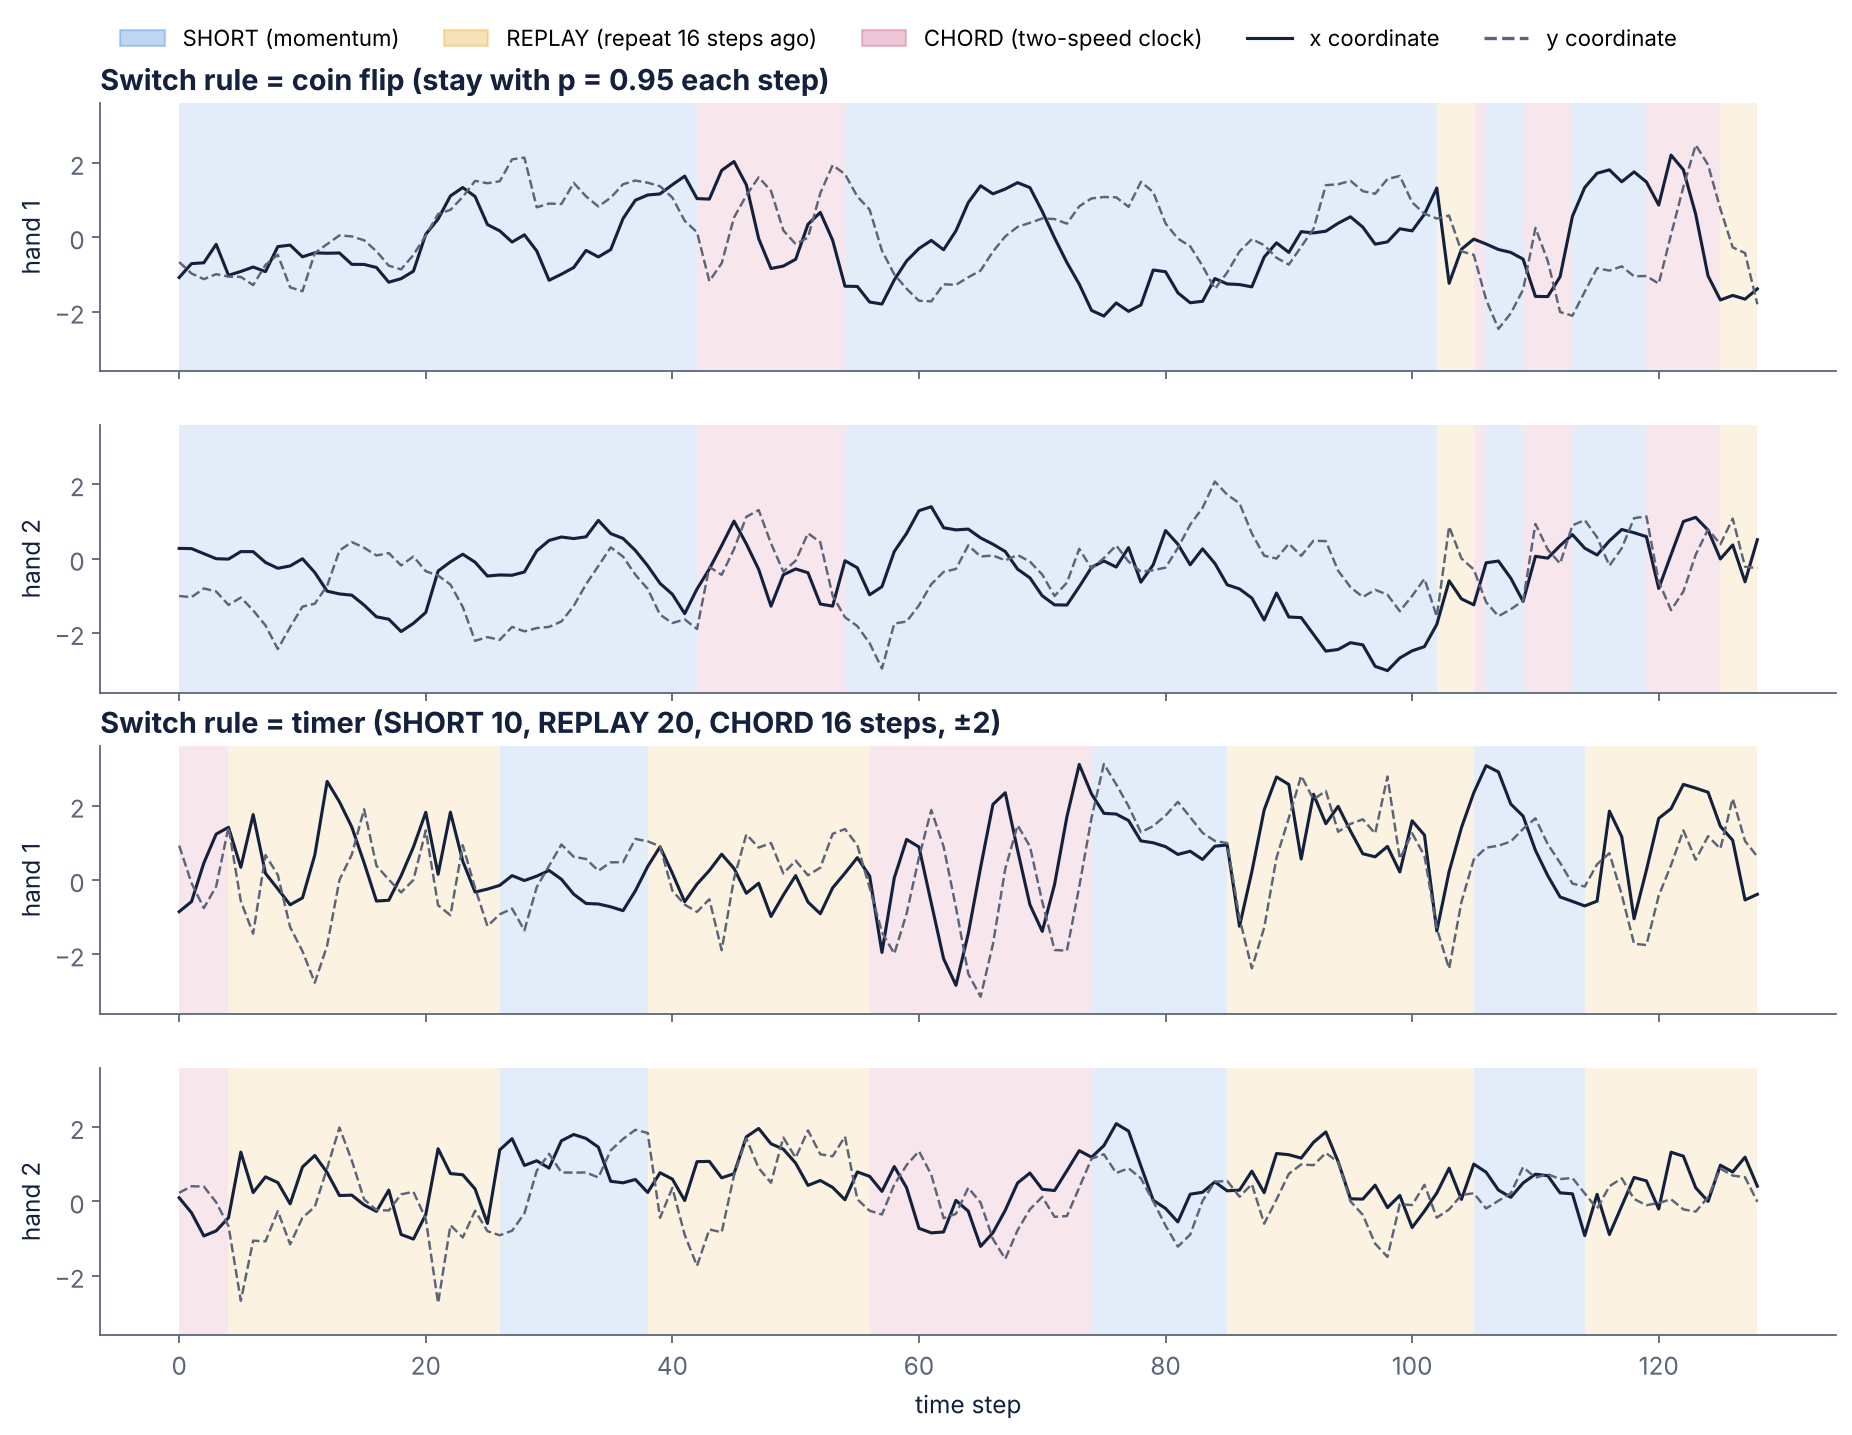 SHORT (momentum) REPLAY (repeat 16 steps ago) CHORD (two-speed clock) x coordinate y coordinate
Switch rule = coin flip (stay with p = 0.95 each step)
hand 1
2
0
−2
hand 2
2
0
−2
Switch rule = timer (SHORT 10, REPLAY 20, CHORD 16 steps, ±2)
hand 1
2
0
−2
hand 2
2
0
−2
0 20 40 60 80 100 120
time step